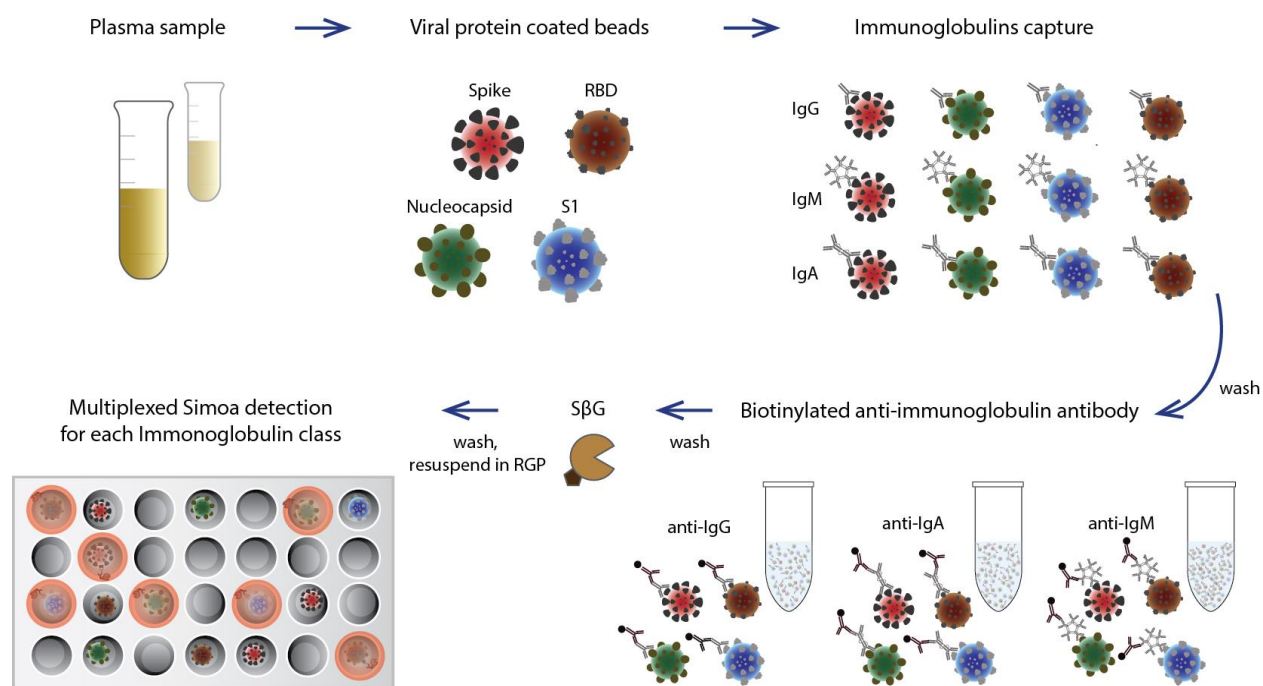 Plasma sample
Viral protein coated beads
Immunoglobulins capture
Spike
RBD
Nucleocapsid
S1
IgG
IgM
IgA
wash
Biotinylated anti-immunoglobulin antibody
anti-IgG
anti-IgA
anti-IgM
wash
SβG
wash,
resuspend in RGP
Multiplexed Simoa detection
for each Immonoglobulin class